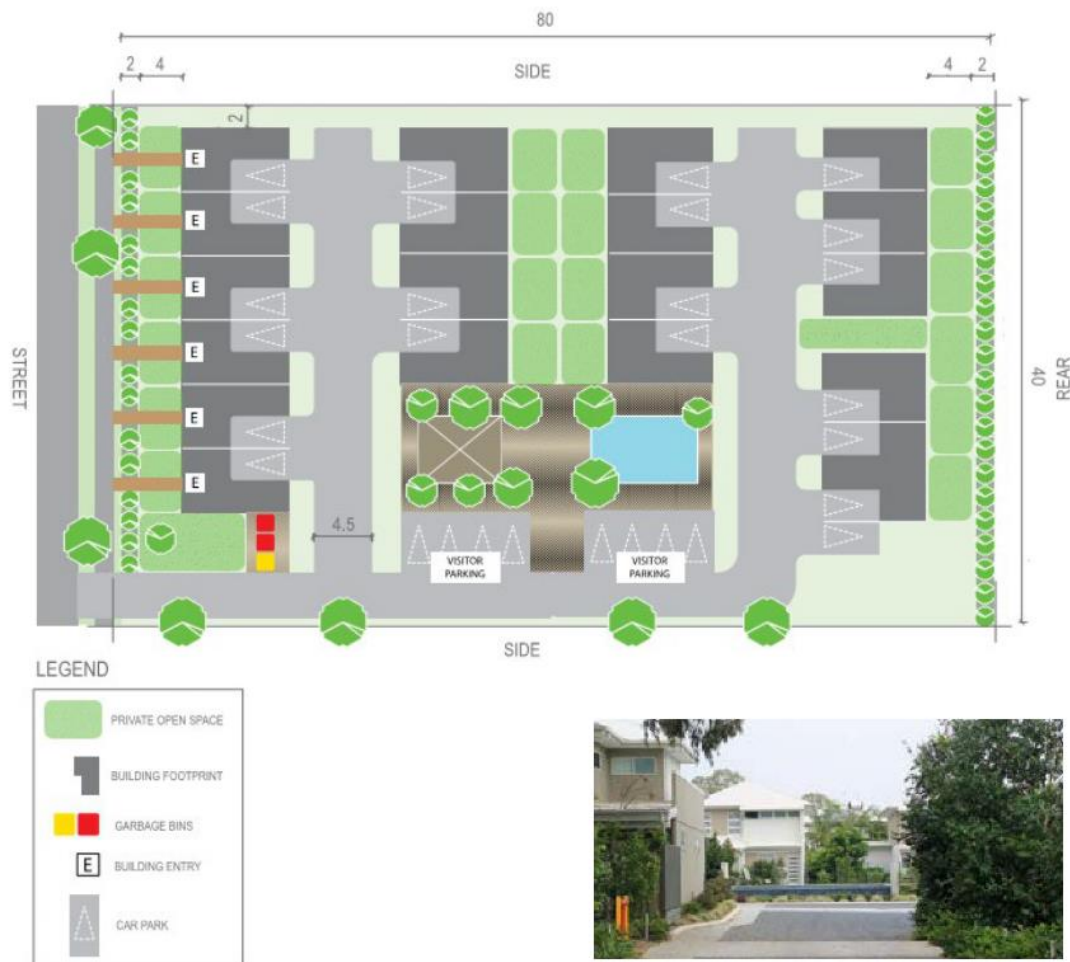 80
2
4
SIDE
4
2
2
E
E
E
E
E
E
STREET
40
REAR
4.5
VISITOR
PARKING
VISITOR
PARKING
SIDE
LEGEND
PRIVATE OPEN SPACE
BUILDING FOOTPRINT
GARBAGE BINS
E
BUILDING ENTRY
CAR PARK